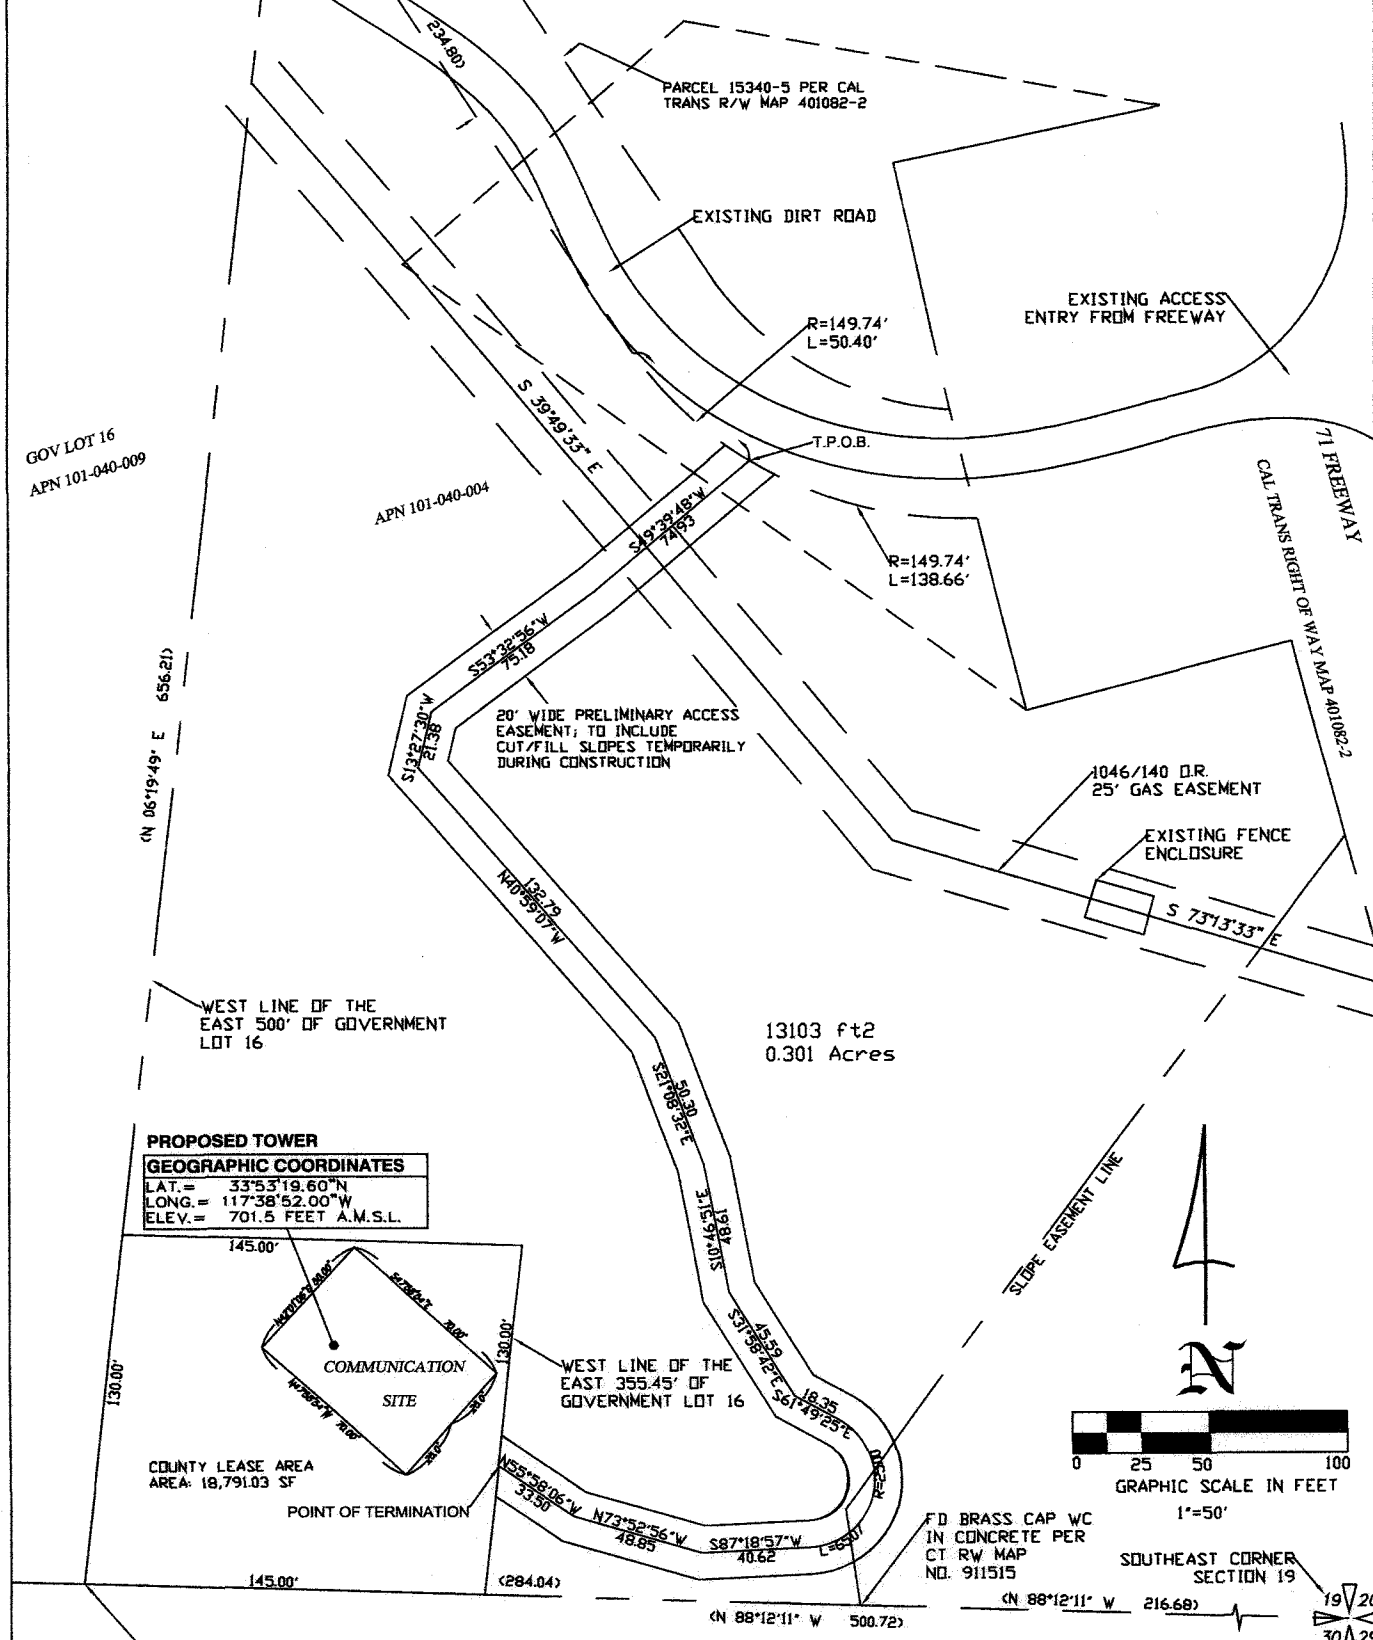 234.80)
PARCEL 15340-5 PER CAL
TRANS R/W MAP 401082-2
EXISTING DIRT ROAD
EXISTING ACCESS
ENTRY FROM FREEWAY
R=149.74'
L=50.40'
S 39°49'33" E
T.P.O.B.
GOV LOT 16
APN 101-040-009
APN 101-040-004
71 FREEWAY
CAL TRANS RIGHT OF WAY MAP 401082-2
S49°39'48"W
74.93
R=149.74'
L=138.66'
S53°32'56"W
75.18
(N 06°19'49" E 656.21)
S13°27'30"W
21.38
20' WIDE PRELIMINARY ACCESS
EASEMENT; TO INCLUDE
CUT/FILL SLOPES TEMPORARILY
DURING CONSTRUCTION
1046/140 O.R.
25' GAS EASEMENT
EXISTING FENCE
ENCLOSURE
S 73°13'33" E
132.79
N40°59'07"W
WEST LINE OF THE
EAST 500' OF GOVERNMENT
LOT 16
13103 ft2
0.301 Acres
50.30
S21°08'32"E
PROPOSED TOWER
GEOGRAPHIC COORDINATES
LAT.= 33°53'19.60"N
LONG.= 117°38'52.00"W
ELEV.= 701.5 FEET A.M.S.L.
48.61
S10°46'51"E
SLOPE EASEMENT LINE
145.00'
70.00'
130.00'
130.00'
COMMUNICATION
SITE
70.00'
WEST LINE OF THE
EAST 355.45' OF
GOVERNMENT LOT 16
45.59
S31°58'42"E
18.35
S61°49'25"E
N
0 25 50 100
GRAPHIC SCALE IN FEET
1"=50'
COUNTY LEASE AREA
AREA: 18,791.03 SF
POINT OF TERMINATION
N55°58'06"W
33.50
N73°52'56"W
48.85
S87°18'57"W
40.62
L=65.07
FD BRASS CAP WC
IN CONCRETE PER
CT RW MAP
NO. 911515
SOUTHEAST CORNER
SECTION 19
145.00'
(284.04)
(N 88°12'11" W 500.72)
(N 88°12'11" W 216.68)
19 20
30 29